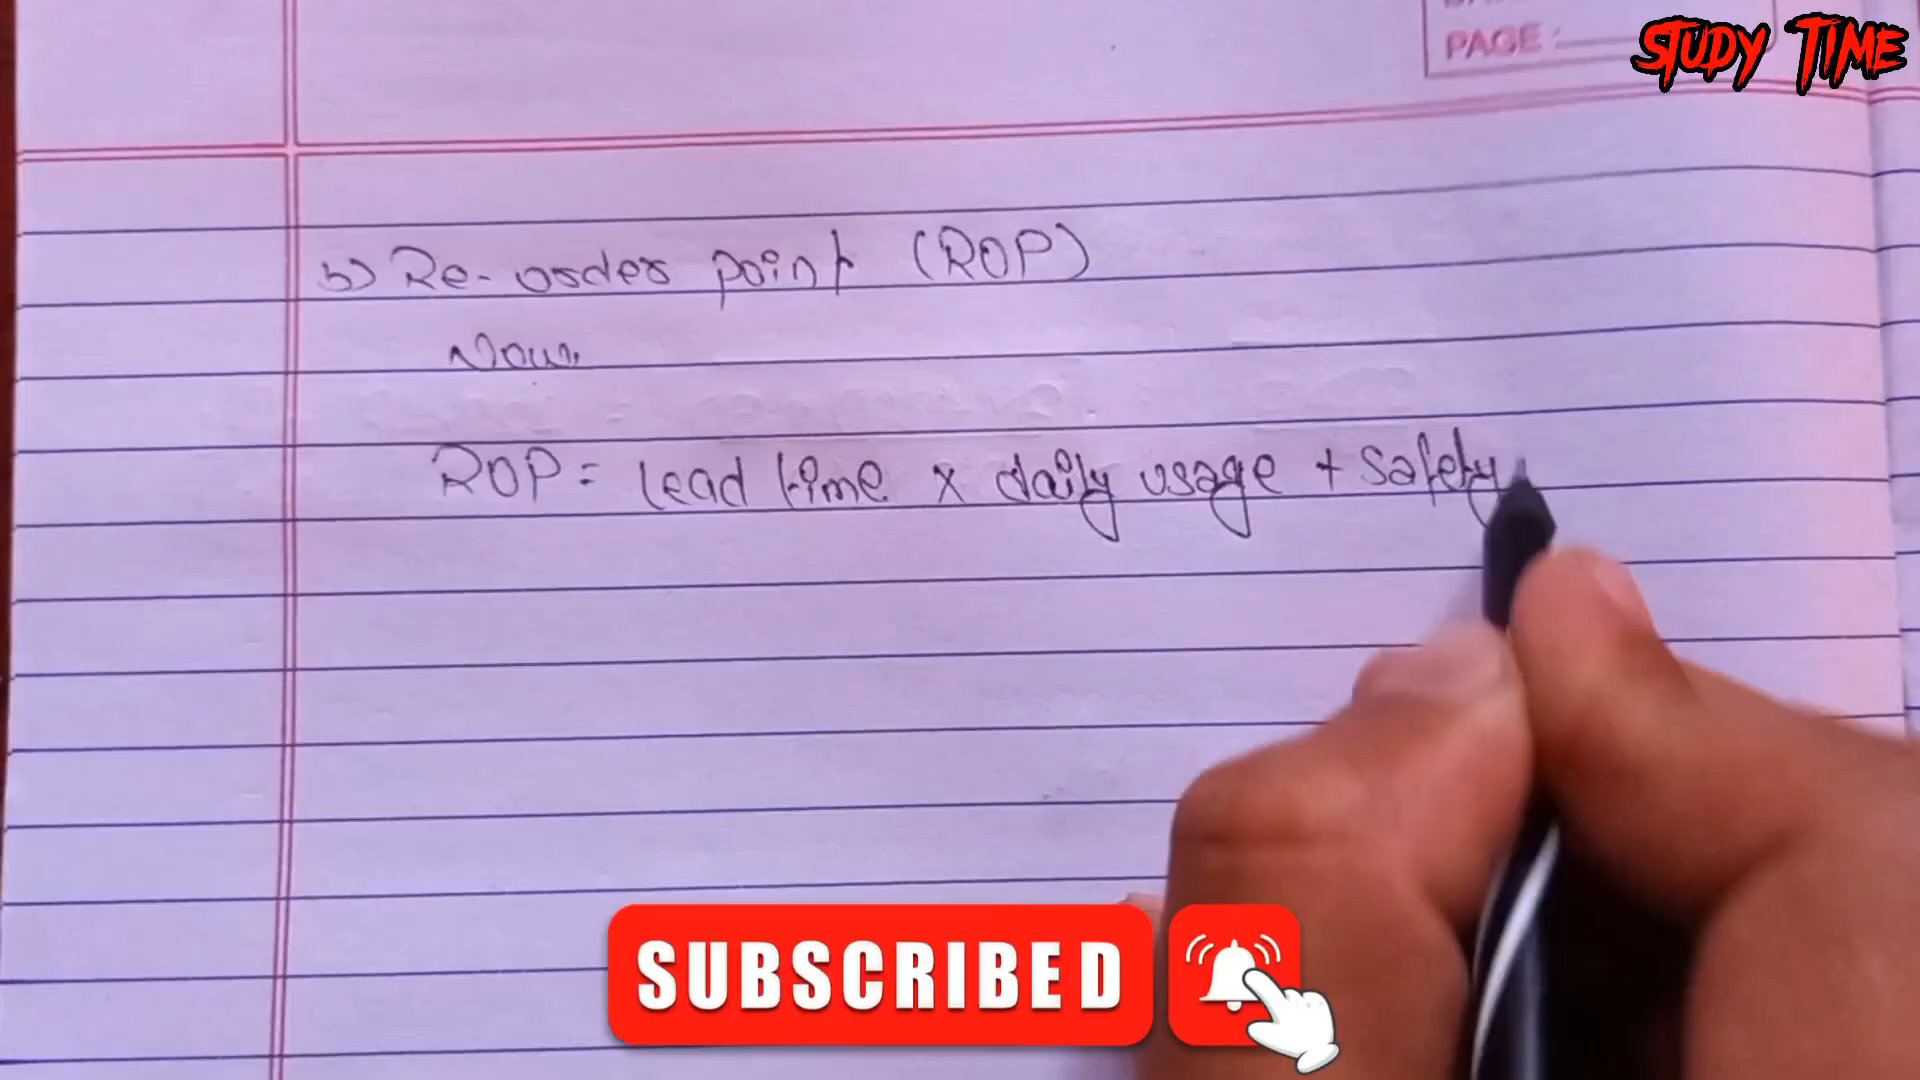 PAGE :
STUDY TIME
b) Re-order point (ROP)
Now,
ROP = lead time x daily usage + safety
SUBSCRIBED